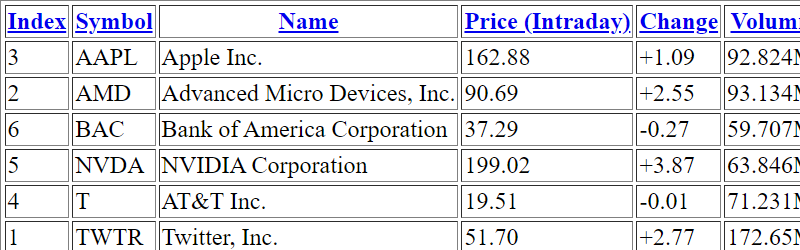 Index Symbol Name Price (Intraday) Change Volum
3 AAPL Apple Inc. 162.88 +1.09 92.824M
2 AMD Advanced Micro Devices, Inc. 90.69 +2.55 93.134M
6 BAC Bank of America Corporation 37.29 -0.27 59.707M
5 NVDA NVIDIA Corporation 199.02 +3.87 63.846M
4 T AT&T Inc. 19.51 -0.01 71.231M
1 TWTR Twitter, Inc. 51.70 +2.77 172.65M